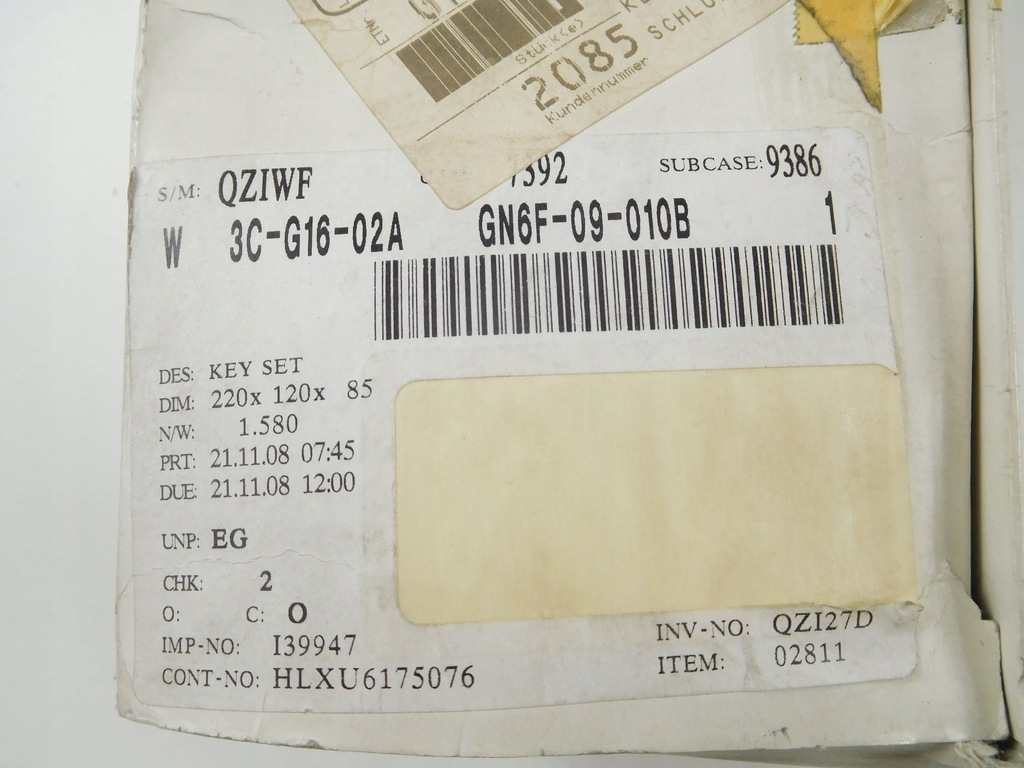 Stunk(e)
2085 SCHLÜ
Kundennummer
S/M: QZIWF
SUBCASE: 9386
W 3C-G16-02A GN6F-09-010B 1
DES: KEY SET
DIM: 220x 120x 85
N/W: 1.580
PRT: 21.11.08 07:45
DUE: 21.11.08 12:00
UNP: EG
CHK: 2
O: C: O
IMP-NO: I39947
INV-NO: QZI27D
CONT-NO: HLXU6175076
ITEM: 02811